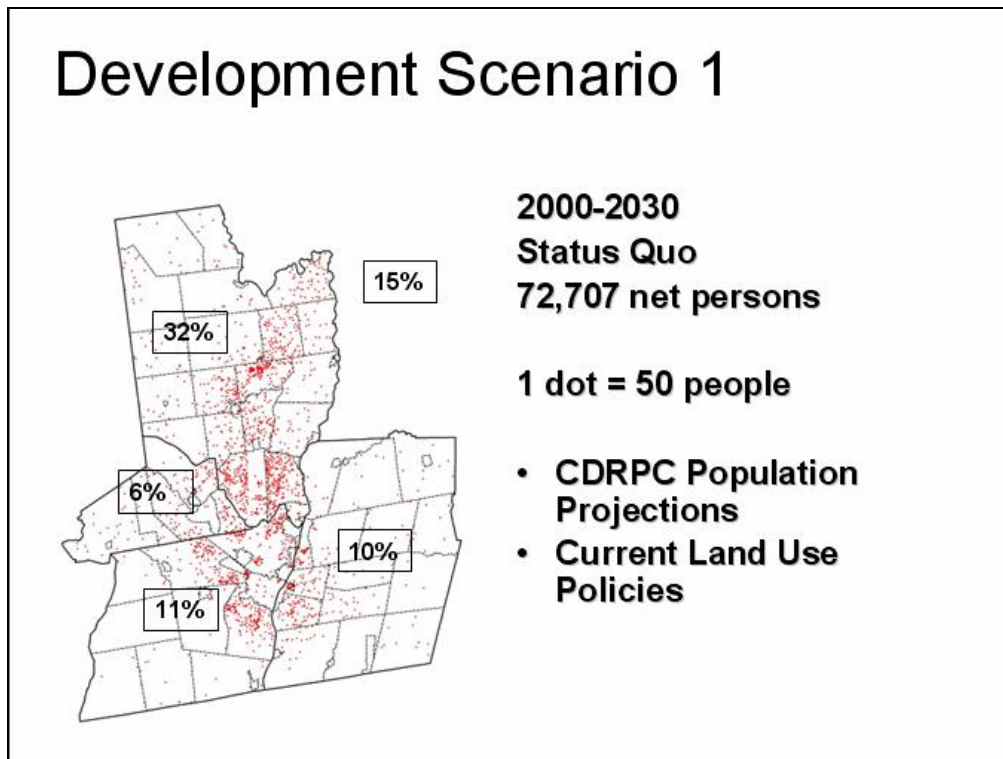 Development Scenario 1
15%
32%
6%
10%
11%
2000-2030
Status Quo
72,707 net persons
1 dot = 50 people
• CDRPC Population
Projections
• Current Land Use
Policies